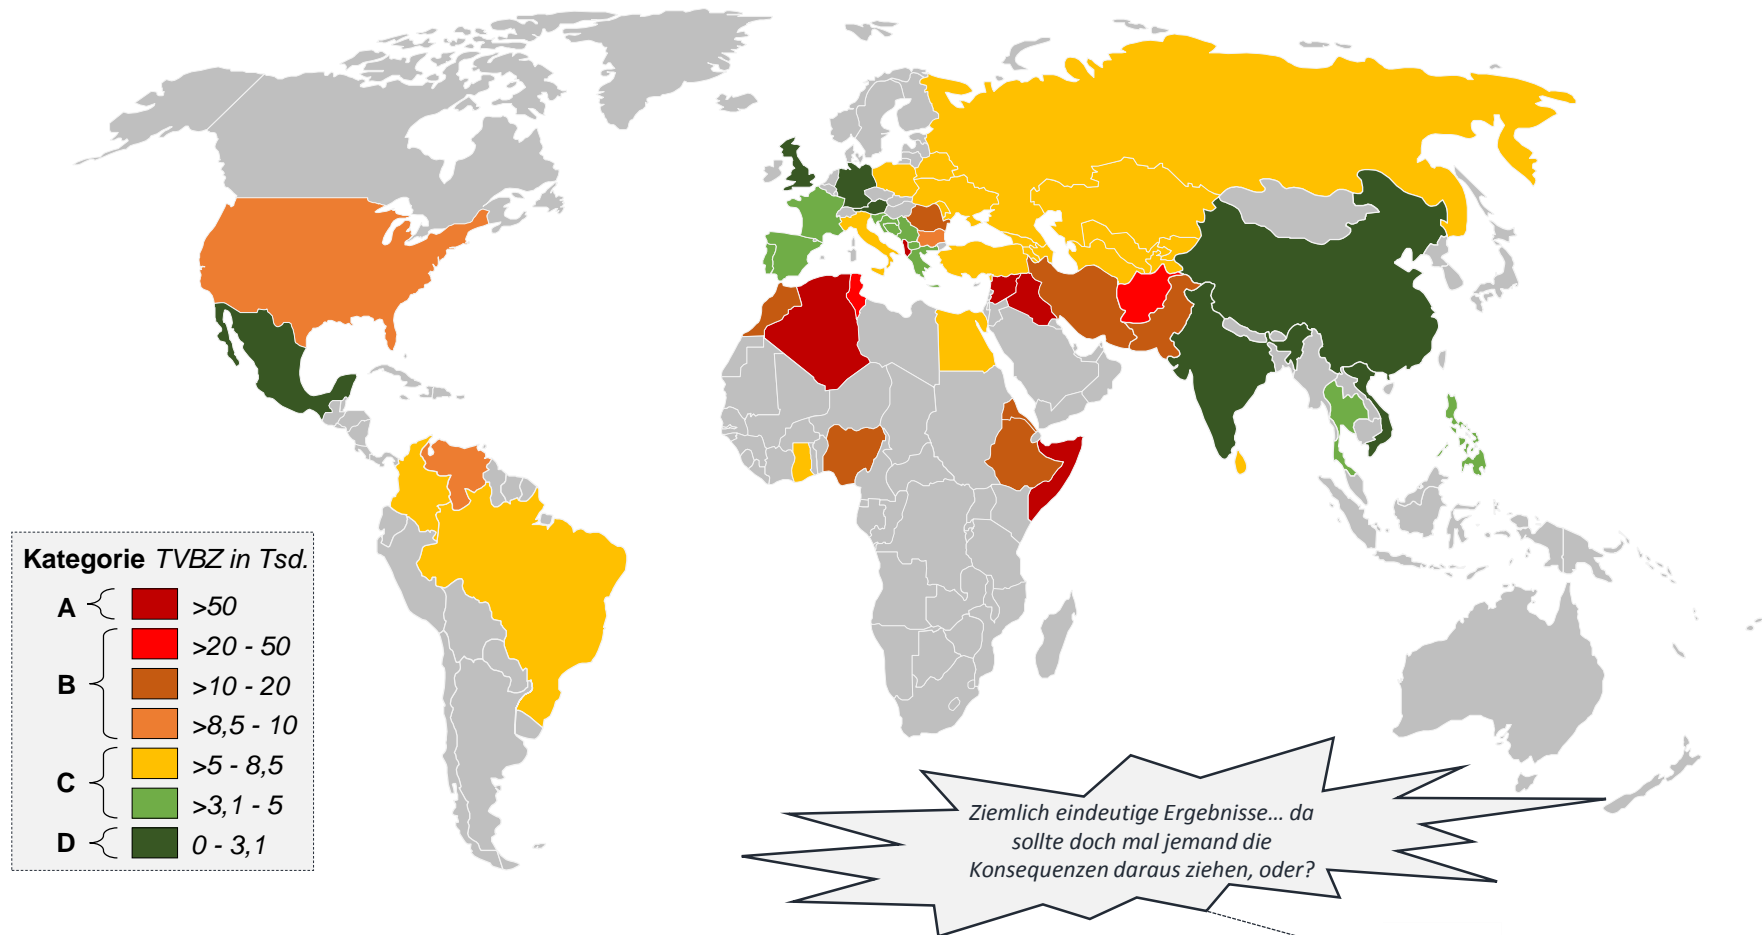 Kategorie TVBZ in Tsd.
A >50
>20 - 50
B >10 - 20
>8,5 - 10
>5 - 8,5
C
>3,1 - 5
D 0 - 3,1
Ziemlich eindeutige Ergebnisse... da
sollte doch mal jemand die
Konsequenzen daraus ziehen, oder?